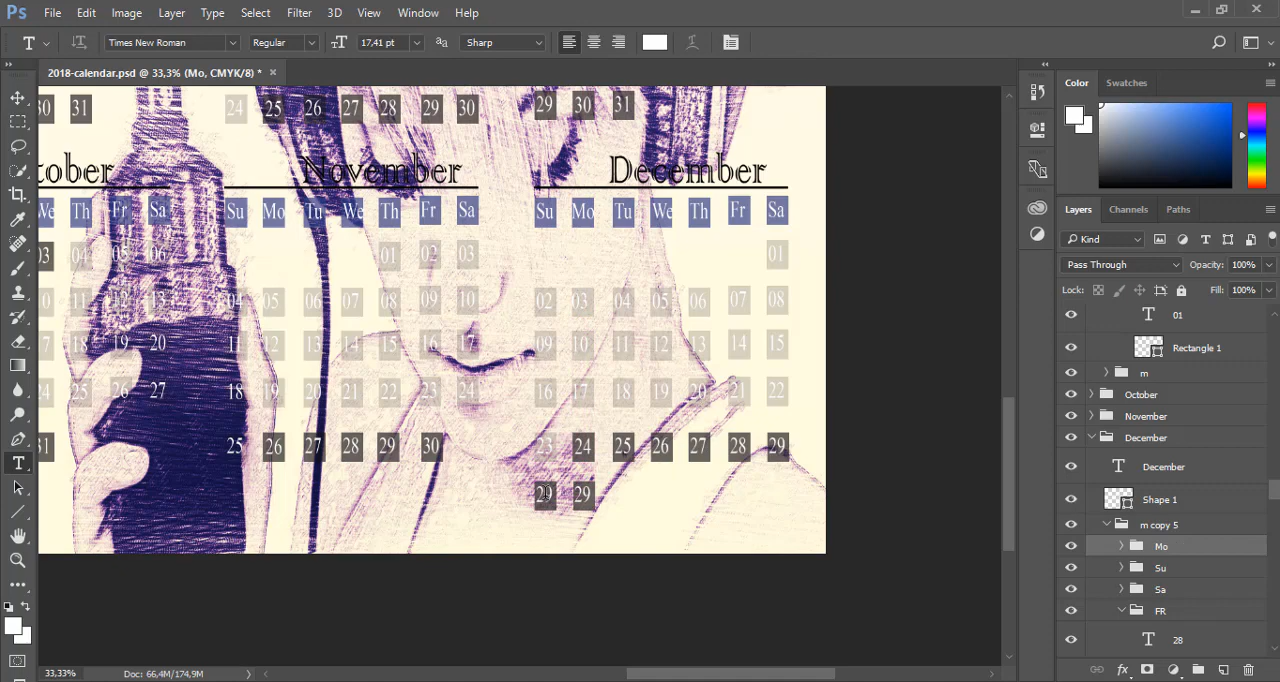 Ps File Edit Image Layer Type Select Filter 3D View Window Help
T Times New Roman Regular 17,41 pt Sharp
2018-calendar.psd @ 33,3% (Mo, CMYK/8) *
30 31 24 25 26 27 28 29 30 29 30 31
tober November December
We Th Fr Sa Su Mo Tu We Th Fr Sa Su Mo Tu We Th Fr Sa
03 04 05 06 01 02 03 01
0 11 12 13 04 05 06 07 08 09 10 02 03 04 05 06 07 08
7 18 19 20 11 12 13 14 15 16 17 09 10 11 12 13 14 15
24 25 26 27 18 19 20 21 22 23 24 16 17 18 19 20 21 22
31 25 26 27 28 29 30 23 24 25 26 27 28 29
29 29
33,33% Doc: 66,4M/174,9M
Color Swatches
Layers Channels Paths
Kind
Pass Through Opacity: 100%
Lock: Fill: 100%
T 01
Rectangle 1
m
October
November
December
T December
Shape 1
m copy 5
Mo
Su
Sa
FR
T 28
fx